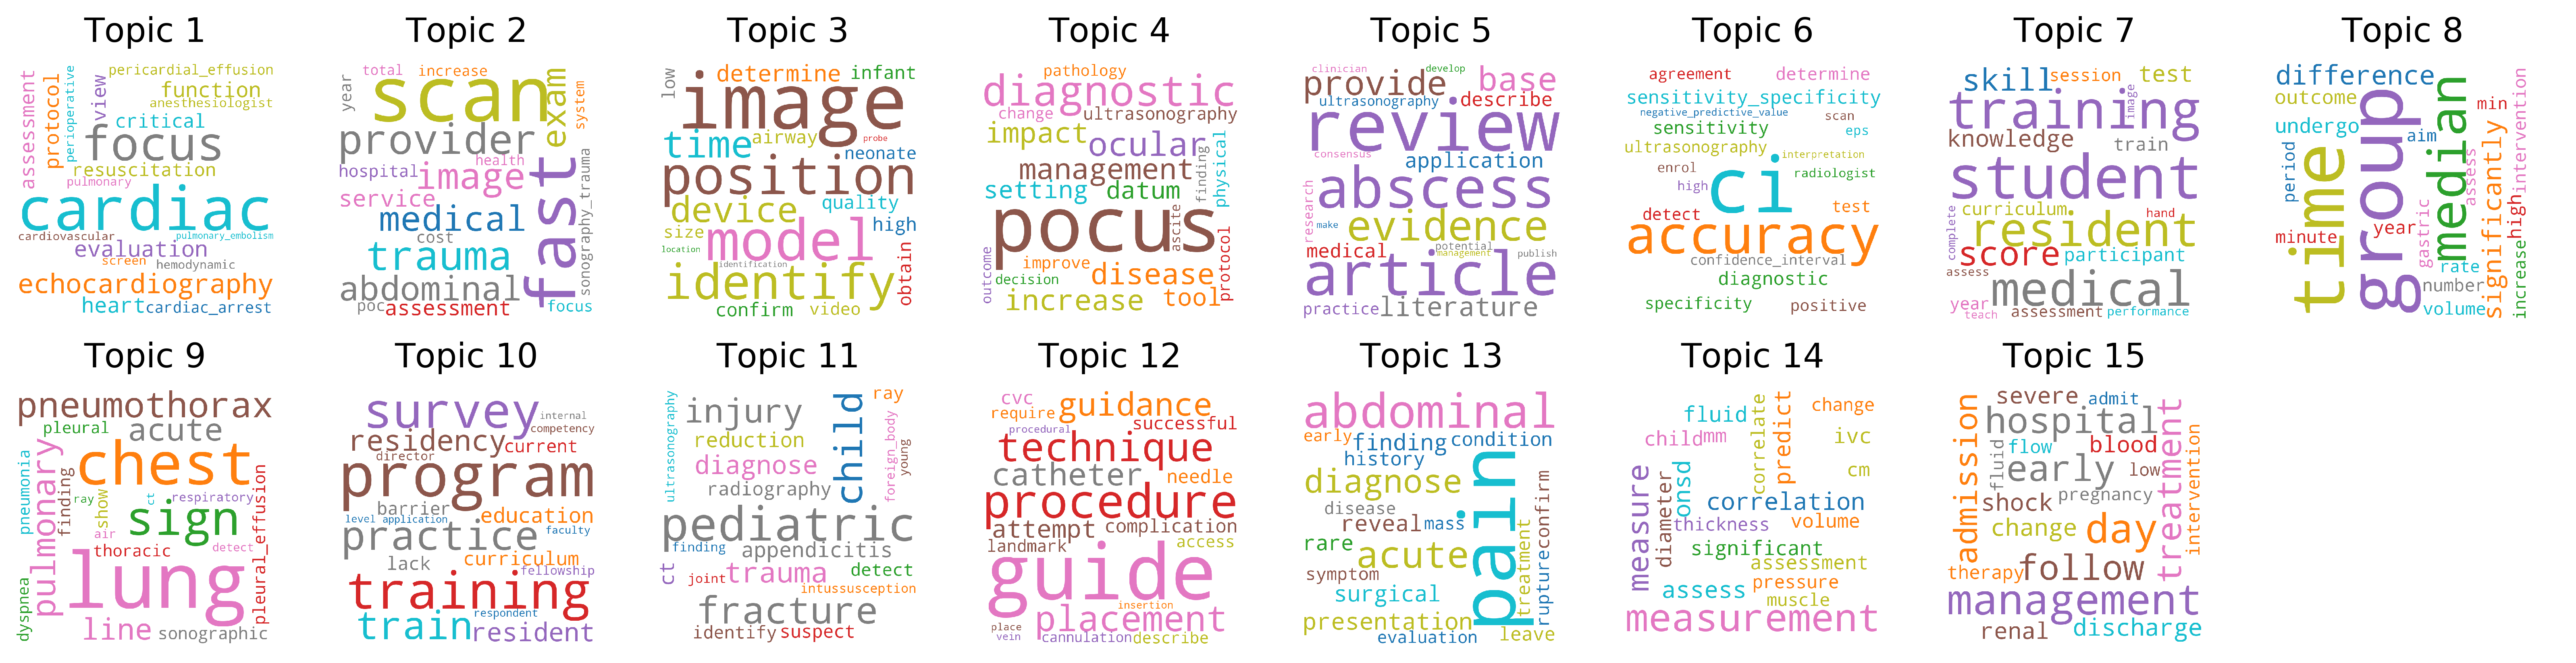 Topic 1
pericardial_effusion
function
anesthesiologist
view
assessment
protocol
perioperative
critical
focus
resuscitation
pulmonary
cardiac
cardiovascular
pulmonary_embolism
evaluation
screen
hemodynamic
echocardiography
heart
cardiac_arrest
Topic 2
total
increase
year
scan
exam
system
provider
health
hospital
image
service
medical
cost
trauma
abdominal
fast
sonography_trauma
poc
assessment
focus
Topic 3
low
determine
infant
image
time
airway
probe
neonate
position
device
quality
size
high
model
location
identification
identify
obtain
confirm
video
Topic 4
pathology
diagnostic
change
ultrasonography
impact
ocular
management
finding
physical
setting
datum
pocus
ascite
outcome
improve
disease
protocol
decision
increase
tool
Topic 5
clinician
develop
provide
base
ultrasonography
describe
review
consensus
application
abscess
research
make
evidence
medical
potential
management
publish
article
practice
literature
Topic 6
agreement
determine
sensitivity_specificity
negative_predictive_value
scan
sensitivity
eps
ultrasonography
interpretation
enrol
radiologist
high
ci
detect
test
accuracy
confidence_interval
diagnostic
specificity
positive
Topic 7
skill
session
test
training
image
knowledge
train
student
curriculum
hand
resident
complete
score
participant
assess
medical
year
teach
assessment
performance
Topic 8
difference
outcome
undergo
period
time
minute
group
aim
year
gastric
median
assess
rate
number
volume
min
significantly
high
increase
intervention
Topic 9
pneumothorax
pleural
acute
pneumonia
pulmonary
chest
finding
ray
show
ct
respiratory
air
sign
thoracic
detect
pleural_effusion
lung
dyspnea
line
sonographic
Topic 10
survey
internal
competency
residency
current
director
program
barrier
level
application
education
faculty
practice
lack
curriculum
fellowship
training
respondent
train
resident
Topic 11
ultrasonography
injury
child
ray
reduction
foreign_body
young
diagnose
radiography
pediatric
finding
appendicitis
ct
joint
trauma
detect
intussusception
fracture
identify
suspect
Topic 12
cvc
require
guidance
procedural
successful
technique
catheter
needle
procedure
attempt
complication
landmark
access
guide
insertion
placement
place
vein
cannulation
describe
Topic 13
abdominal
early
finding
condition
history
diagnose
pain
disease
reveal
mass
confirm
rare
acute
symptom
treatment
rupture
surgical
presentation
evaluation
leave
Topic 14
fluid
correlate
predict
change
child
mm
ivc
measure
diameter
onsd
cm
correlation
thickness
volume
significant
assessment
pressure
assess
muscle
measurement
Topic 15
severe
admit
admission
hospital
treatment
fluid
flow
blood
early
low
intervention
shock
pregnancy
change
day
therapy
follow
management
renal
discharge